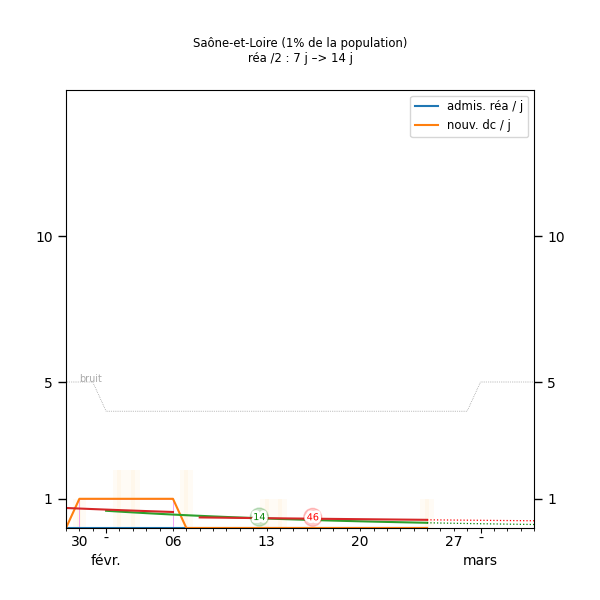 Saône-et-Loire (1% de la population)
réa /2 : 7 j –> 14 j
admis. réa / j
nouv. dc / j
10 10
bruit
5 5
1 1
14 46
30 - 06 13 20 27 -
févr. mars